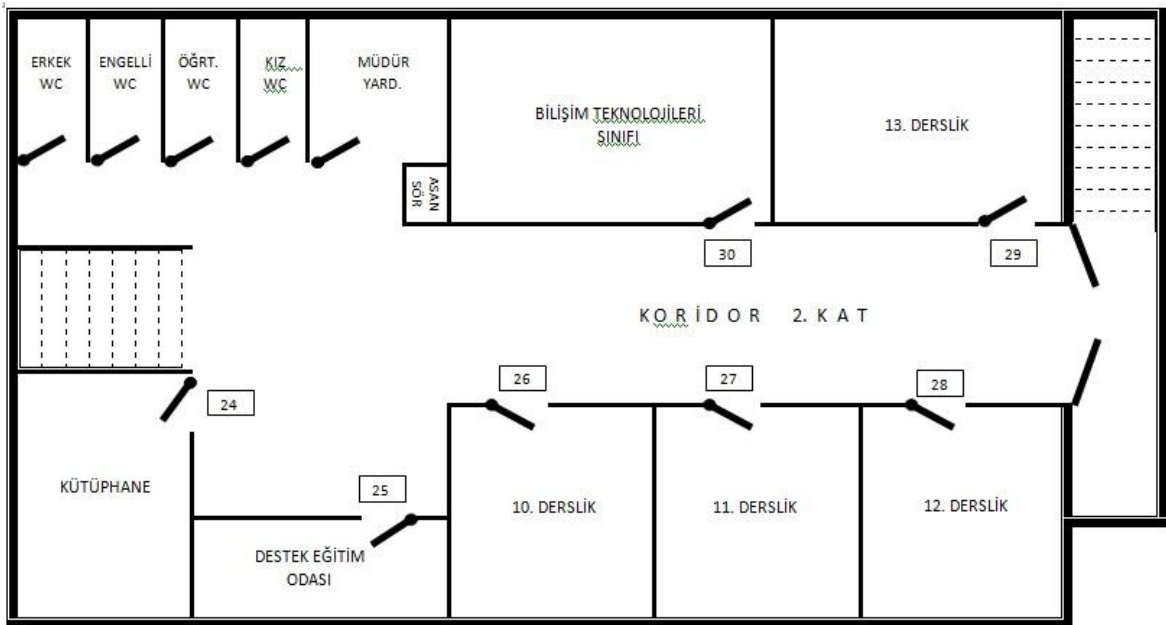 ERKEK
WC
ENGELLİ
WC
ÖĞRT.
WC
KIZ
WC
MÜDÜR
YARD.
BİLİŞİM TEKNOLOJİLERİ
SINIFI
13. DERSLİK
ASAN
SÖR
30
29
KORİDOR 2. KAT
26
27
28
24
25
KÜTÜPHANE
10. DERSLİK
11. DERSLİK
12. DERSLİK
DESTEK EĞİTİM
ODASI